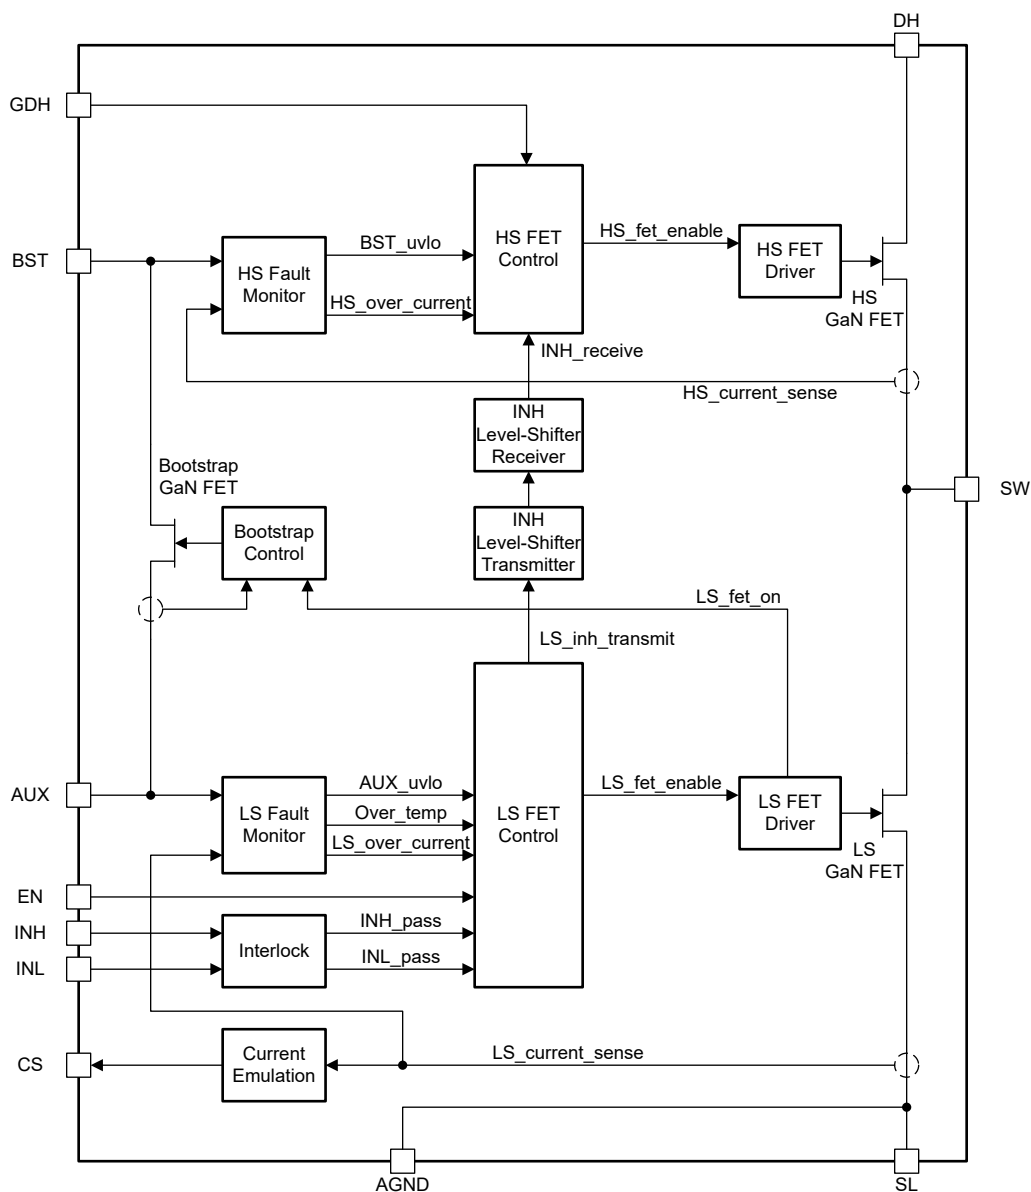 DH
GDH
BST
HS Fault
Monitor
BST_uvlo
HS_over_current
HS FET
Control
HS_fet_enable
HS FET
Driver
HS
GaN FET
INH_receive
HS_current_sense
INH
Level-Shifter
Receiver
Bootstrap
GaN FET
SW
Bootstrap
Control
INH
Level-Shifter
Transmitter
LS_fet_on
LS_inh_transmit
AUX
LS Fault
Monitor
AUX_uvlo
Over_temp
LS_over_current
LS FET
Control
LS_fet_enable
LS FET
Driver
LS
GaN FET
EN
INH
INL
Interlock
INH_pass
INL_pass
CS
Current
Emulation
LS_current_sense
AGND
SL